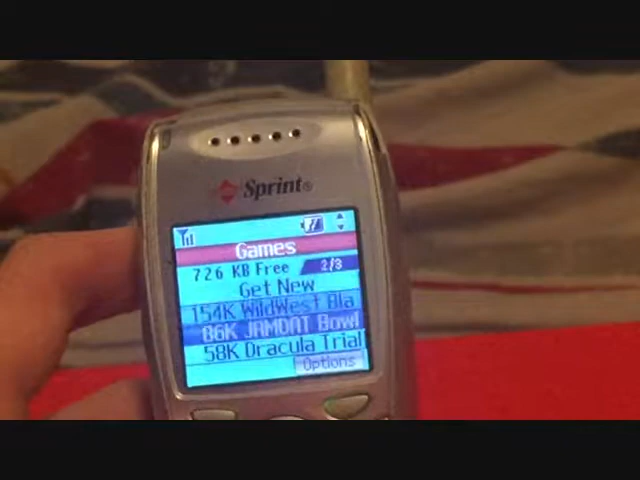 Sprint®
Games
726 KB Free 2/3
Get New
154K WildWest Bla
86K JAMDAT Bowl
58K Dracula Trial
Options